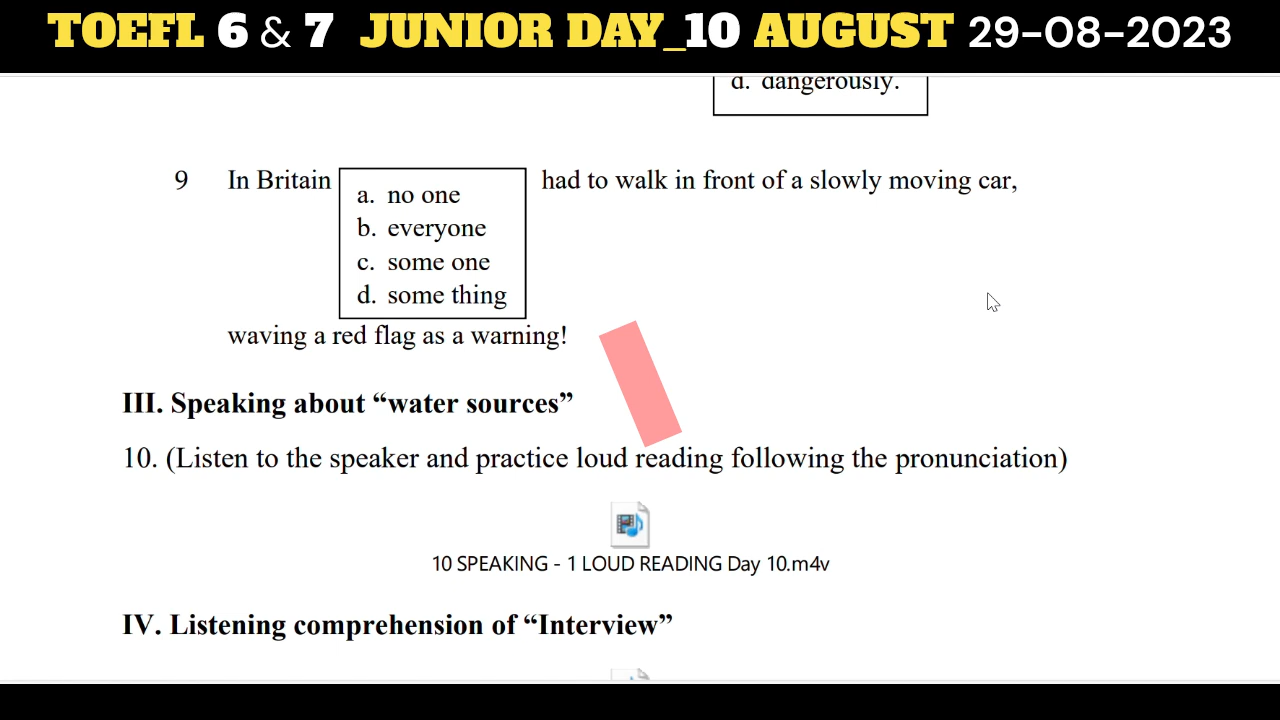 TOEFL 6 & 7 JUNIOR DAY_10 AUGUST 29-08-2023
d. dangerously.
9 In Britain had to walk in front of a slowly moving car,
a. no one
b. everyone
c. some one
d. some thing
waving a red flag as a warning!
III. Speaking about “water sources”
10. (Listen to the speaker and practice loud reading following the pronunciation)
10 SPEAKING - 1 LOUD READING Day 10.m4v
IV. Listening comprehension of “Interview”